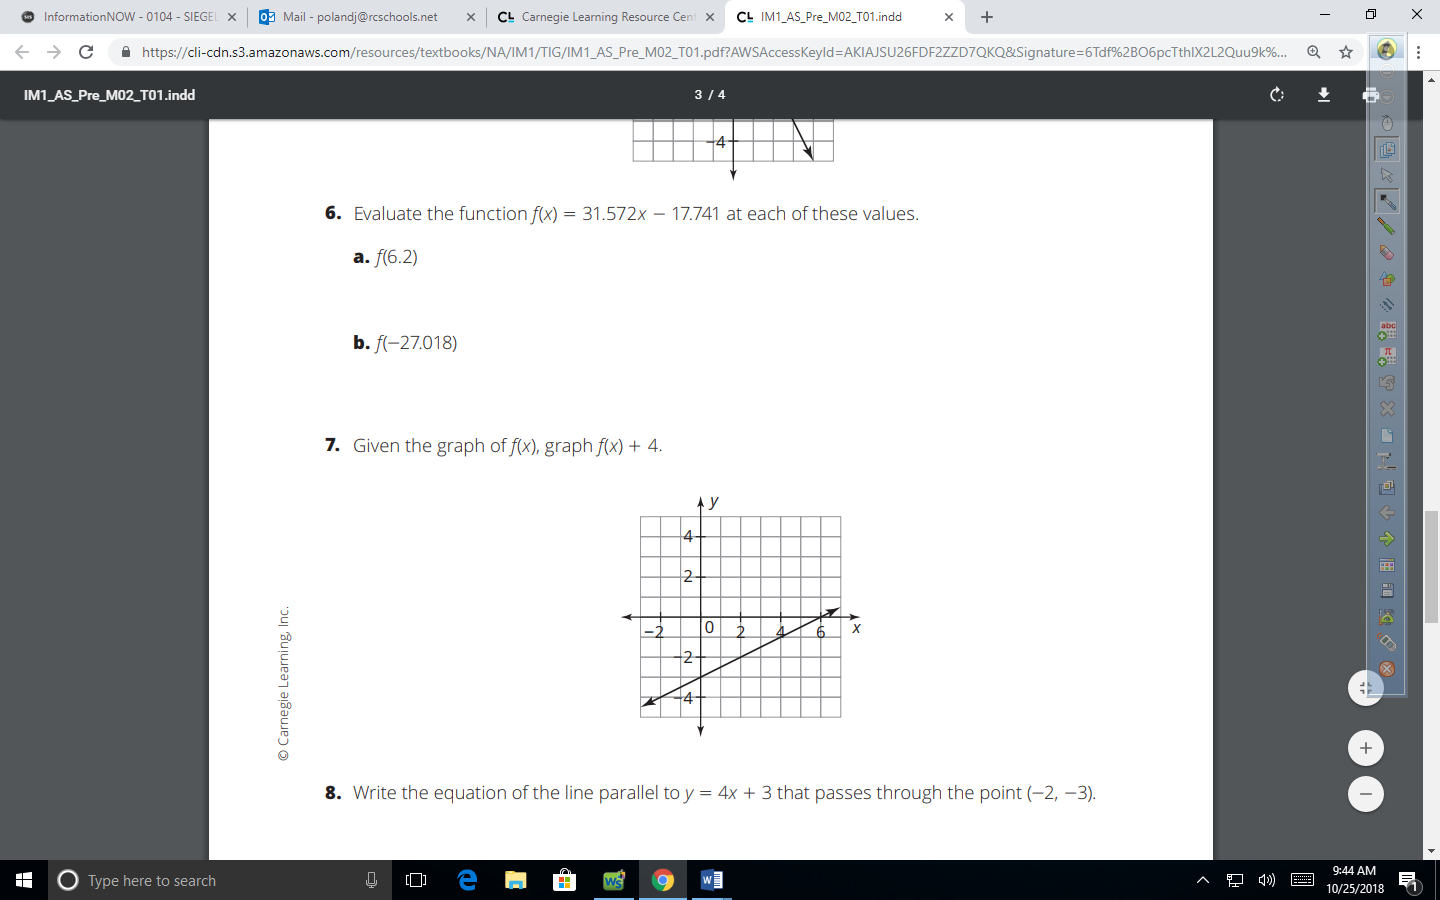 InformationNOW - 0104 - SIEGEL
Mail - polandj@rcschools.net
Carnegie Learning Resource Cent
IM1_AS_Pre_M02_T01.indd
https://cli-cdn.s3.amazonaws.com/resources/textbooks/NA/IM1/TIG/IM1_AS_Pre_M02_T01.pdf?AWSAccessKeyId=AKIAJSU26FDF2ZZD7QKQ&Signature=6Tdf%2BO6pcTthlX2L2Quu9k%...
IM1_AS_Pre_M02_T01.indd
3 / 4
−4
6. Evaluate the function f(x) = 31.572x − 17.741 at each of these values.
a. f(6.2)
b. f(−27.018)
7. Given the graph of f(x), graph f(x) + 4.
y
4
2
−2 0 2 4 6 x
−2
−4
© Carnegie Learning, Inc.
8. Write the equation of the line parallel to y = 4x + 3 that passes through the point (−2, −3).
abc
π
Type here to search
9:44 AM
10/25/2018
1